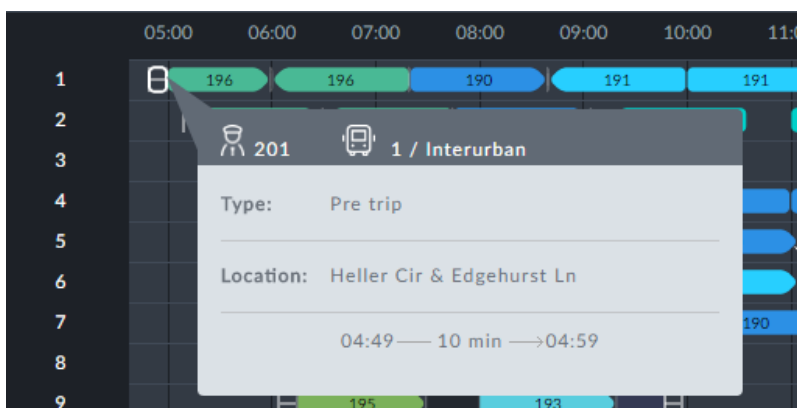 05:00 06:00 07:00 08:00 09:00 10:00 11:
1 196 196 190 191 191
2
201 1 / Interurban
3
4 Type: Pre trip
5
6 Location: Heller Cir & Edgehurst Ln
7 190
04:49 10 min 04:59
8
9 195 193